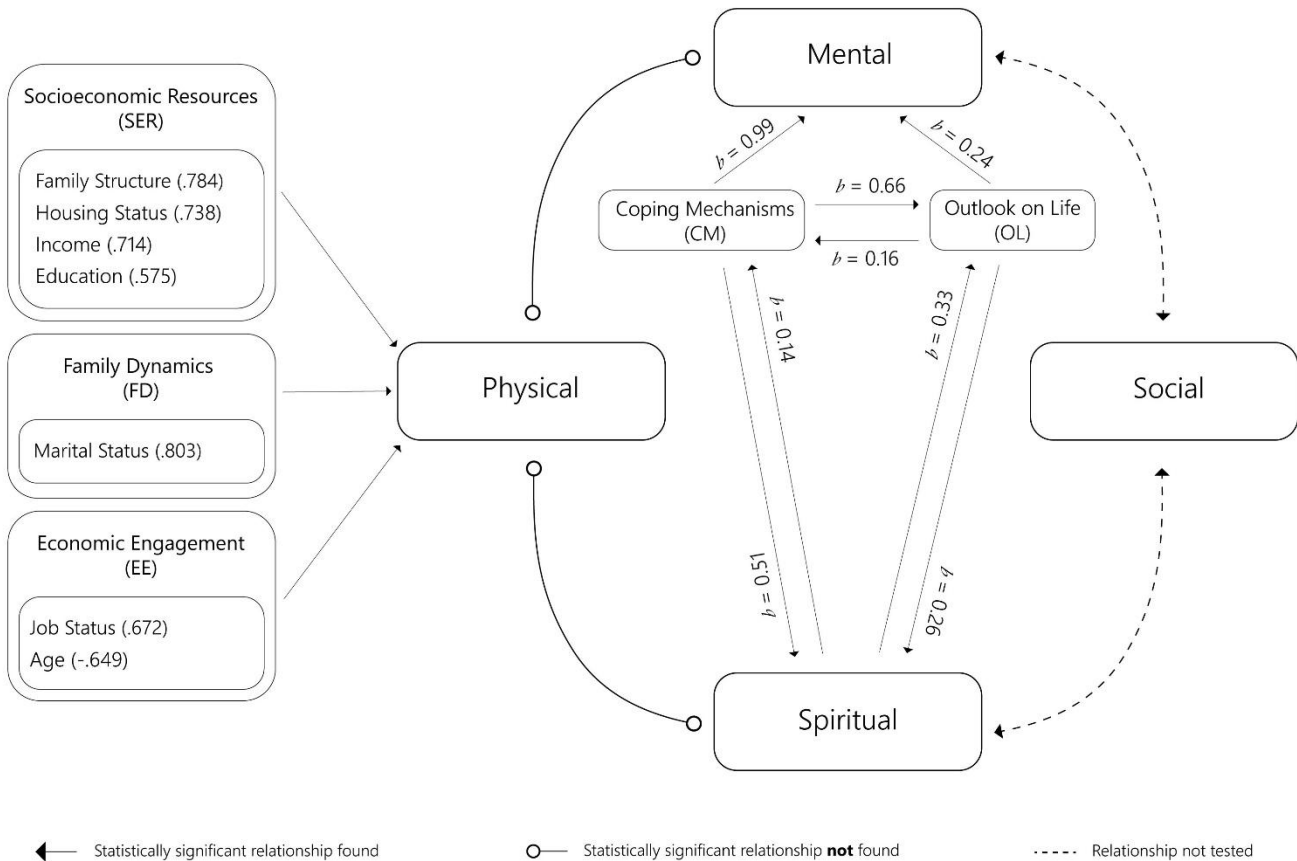 Mental
Socioeconomic Resources
(SER)
Family Structure (.784)
Housing Status (.738)
Income (.714)
Education (.575)
b = 0.99
b = 0.24
b = 0.66
Coping Mechanisms
(CM)
Outlook on Life
(OL)
b = 0.16
b = 0.14
b = 0.33
Family Dynamics
(FD)
Marital Status (.803)
Physical
Social
Economic Engagement
(EE)
Job Status (.672)
Age (-.649)
b = 0.51
b = 0.26
Spiritual
Statistically significant relationship found
Statistically significant relationship not found
Relationship not tested